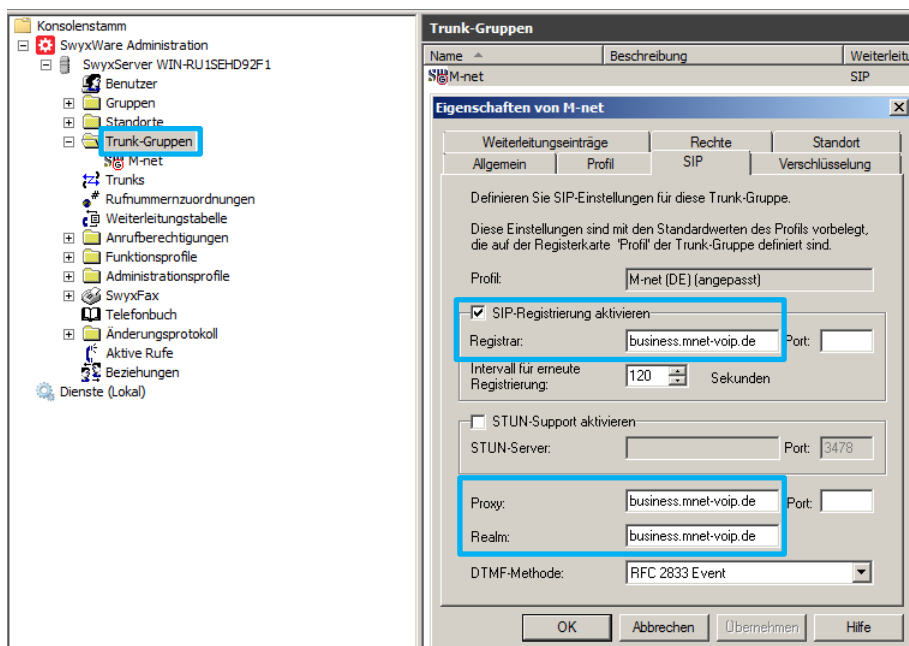 Konsolenstamm
SwyxWare Administration
SwyxServer WIN-RU1SEHD92F1
Benutzer
Gruppen
Standorte
Trunk-Gruppen
M-net
Trunks
Rufnummernzuordnungen
Weiterleitungstabelle
Anrufberechtigungen
Funktionsprofile
Administrationsprofile
SwyxFax
Telefonbuch
Änderungsprotokoll
Aktive Rufe
Beziehungen
Dienste (Lokal)
Trunk-Gruppen
Name Beschreibung Weiterleitu
M-net SIP
Eigenschaften von M-net
Weiterleitungseinträge Rechte Standort
Allgemein Profil SIP Verschlüsselung
Definieren Sie SIP-Einstellungen für diese Trunk-Gruppe.
Diese Einstellungen sind mit den Standardwerten des Profils vorbelegt,
die auf der Registerkarte 'Profil' der Trunk-Gruppe definiert sind.
Profil: M-net (DE) (angepasst)
SIP-Registrierung aktivieren
Registrar: business.mnet-voip.de Port:
Intervall für erneute
Registrierung: 120 Sekunden
STUN-Support aktivieren
STUN-Server: Port: 3478
Proxy: business.mnet-voip.de Port:
Realm: business.mnet-voip.de
DTMF-Methode: RFC 2833 Event
OK Abbrechen Übernehmen Hilfe